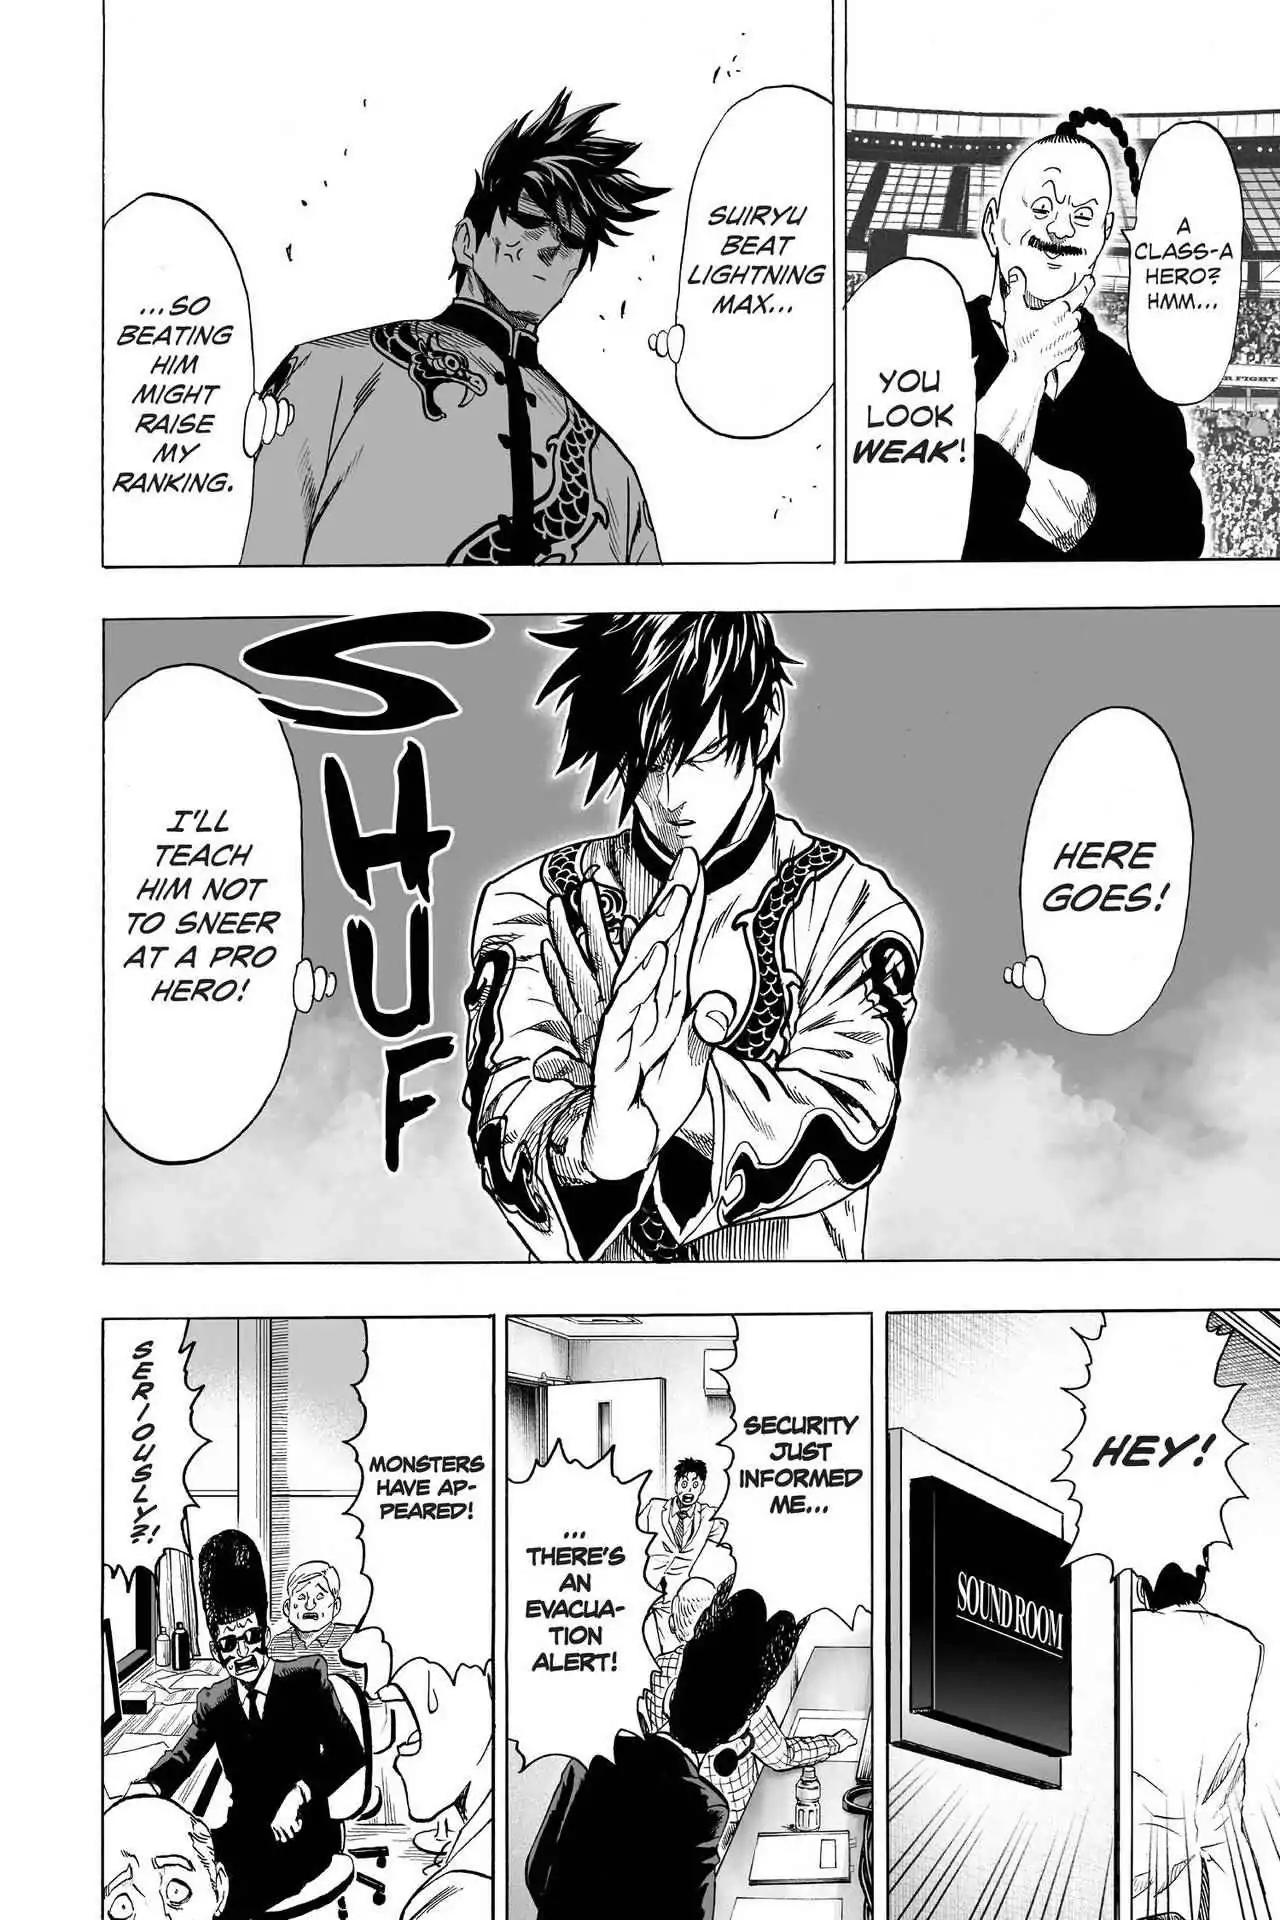 A
CLASS-A
HERO?
HMM...
YOU
LOOK
WEAK!
R FIGHT
SUIRYU
BEAT
LIGHTNING
MAX...
...SO
BEATING
HIM
MIGHT
RAISE
MY
RANKING.
HERE
GOES!
SHUF
I'LL
TEACH
HIM NOT
TO SNEER
AT A PRO
HERO!
HEY!
SOUND ROOM
SECURITY
JUST
INFORMED
ME...
...
THERE'S
AN
EVACUA-
TION
ALERT!
MONSTERS
HAVE AP-
PEARED!
SERIOUSLY?!